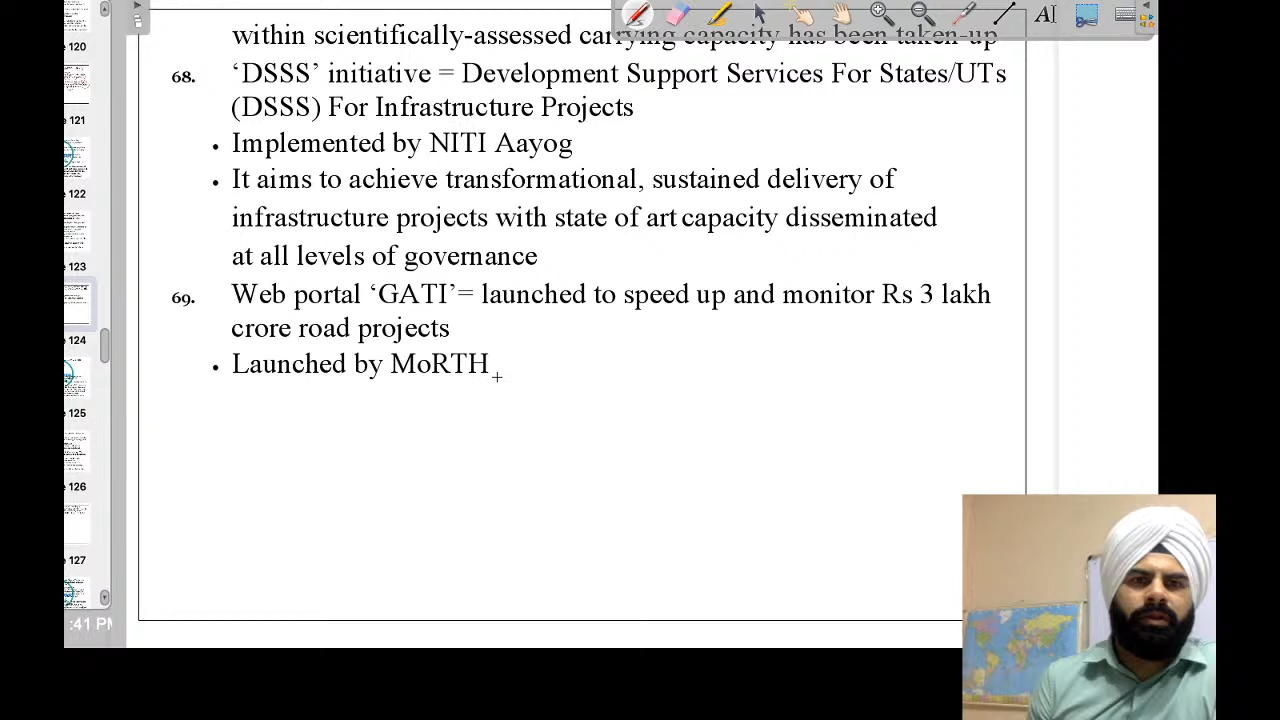 120
within scientifically-assessed carrying capacity has been taken-up
68. ‘DSSS’ initiative = Development Support Services For States/UTs
(DSSS) For Infrastructure Projects
• Implemented by NITI Aayog
• It aims to achieve transformational, sustained delivery of
infrastructure projects with state of art capacity disseminated
at all levels of governance
69. Web portal ‘GATI’= launched to speed up and monitor Rs 3 lakh
crore road projects
• Launched by MoRTH
e 121
e 122
e 123
e 124
e 125
e 126
e 127
:41 PM
AI